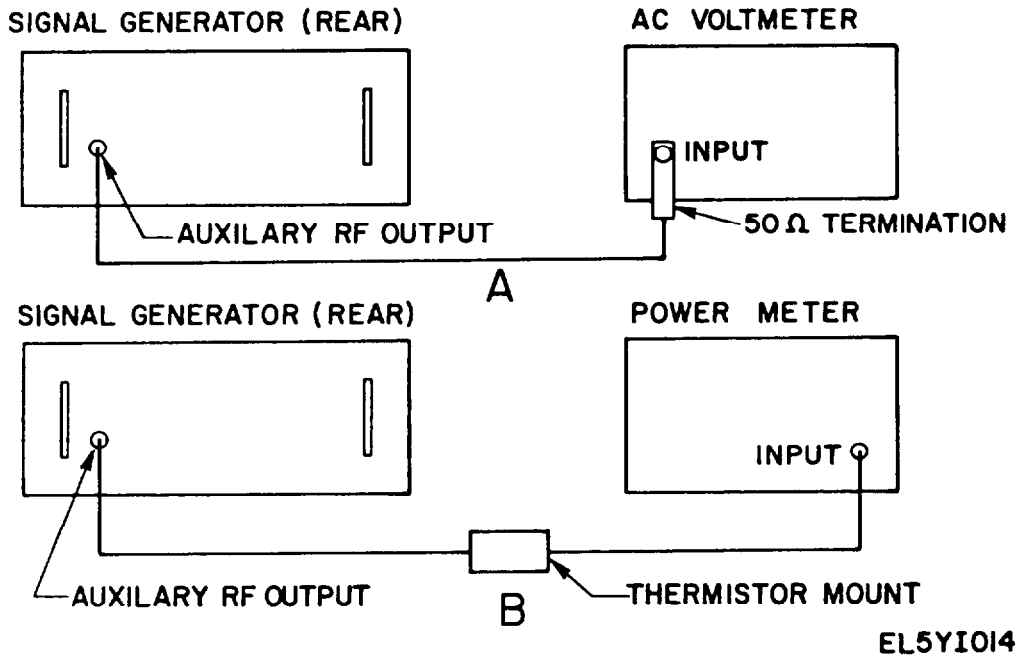 SIGNAL GENERATOR (REAR)
AC VOLTMETER
INPUT
AUXILARY RF OUTPUT
50 Ω TERMINATION
A
SIGNAL GENERATOR (REAR)
POWER METER
INPUT
AUXILARY RF OUTPUT
THERMISTOR MOUNT
B
EL5YI014